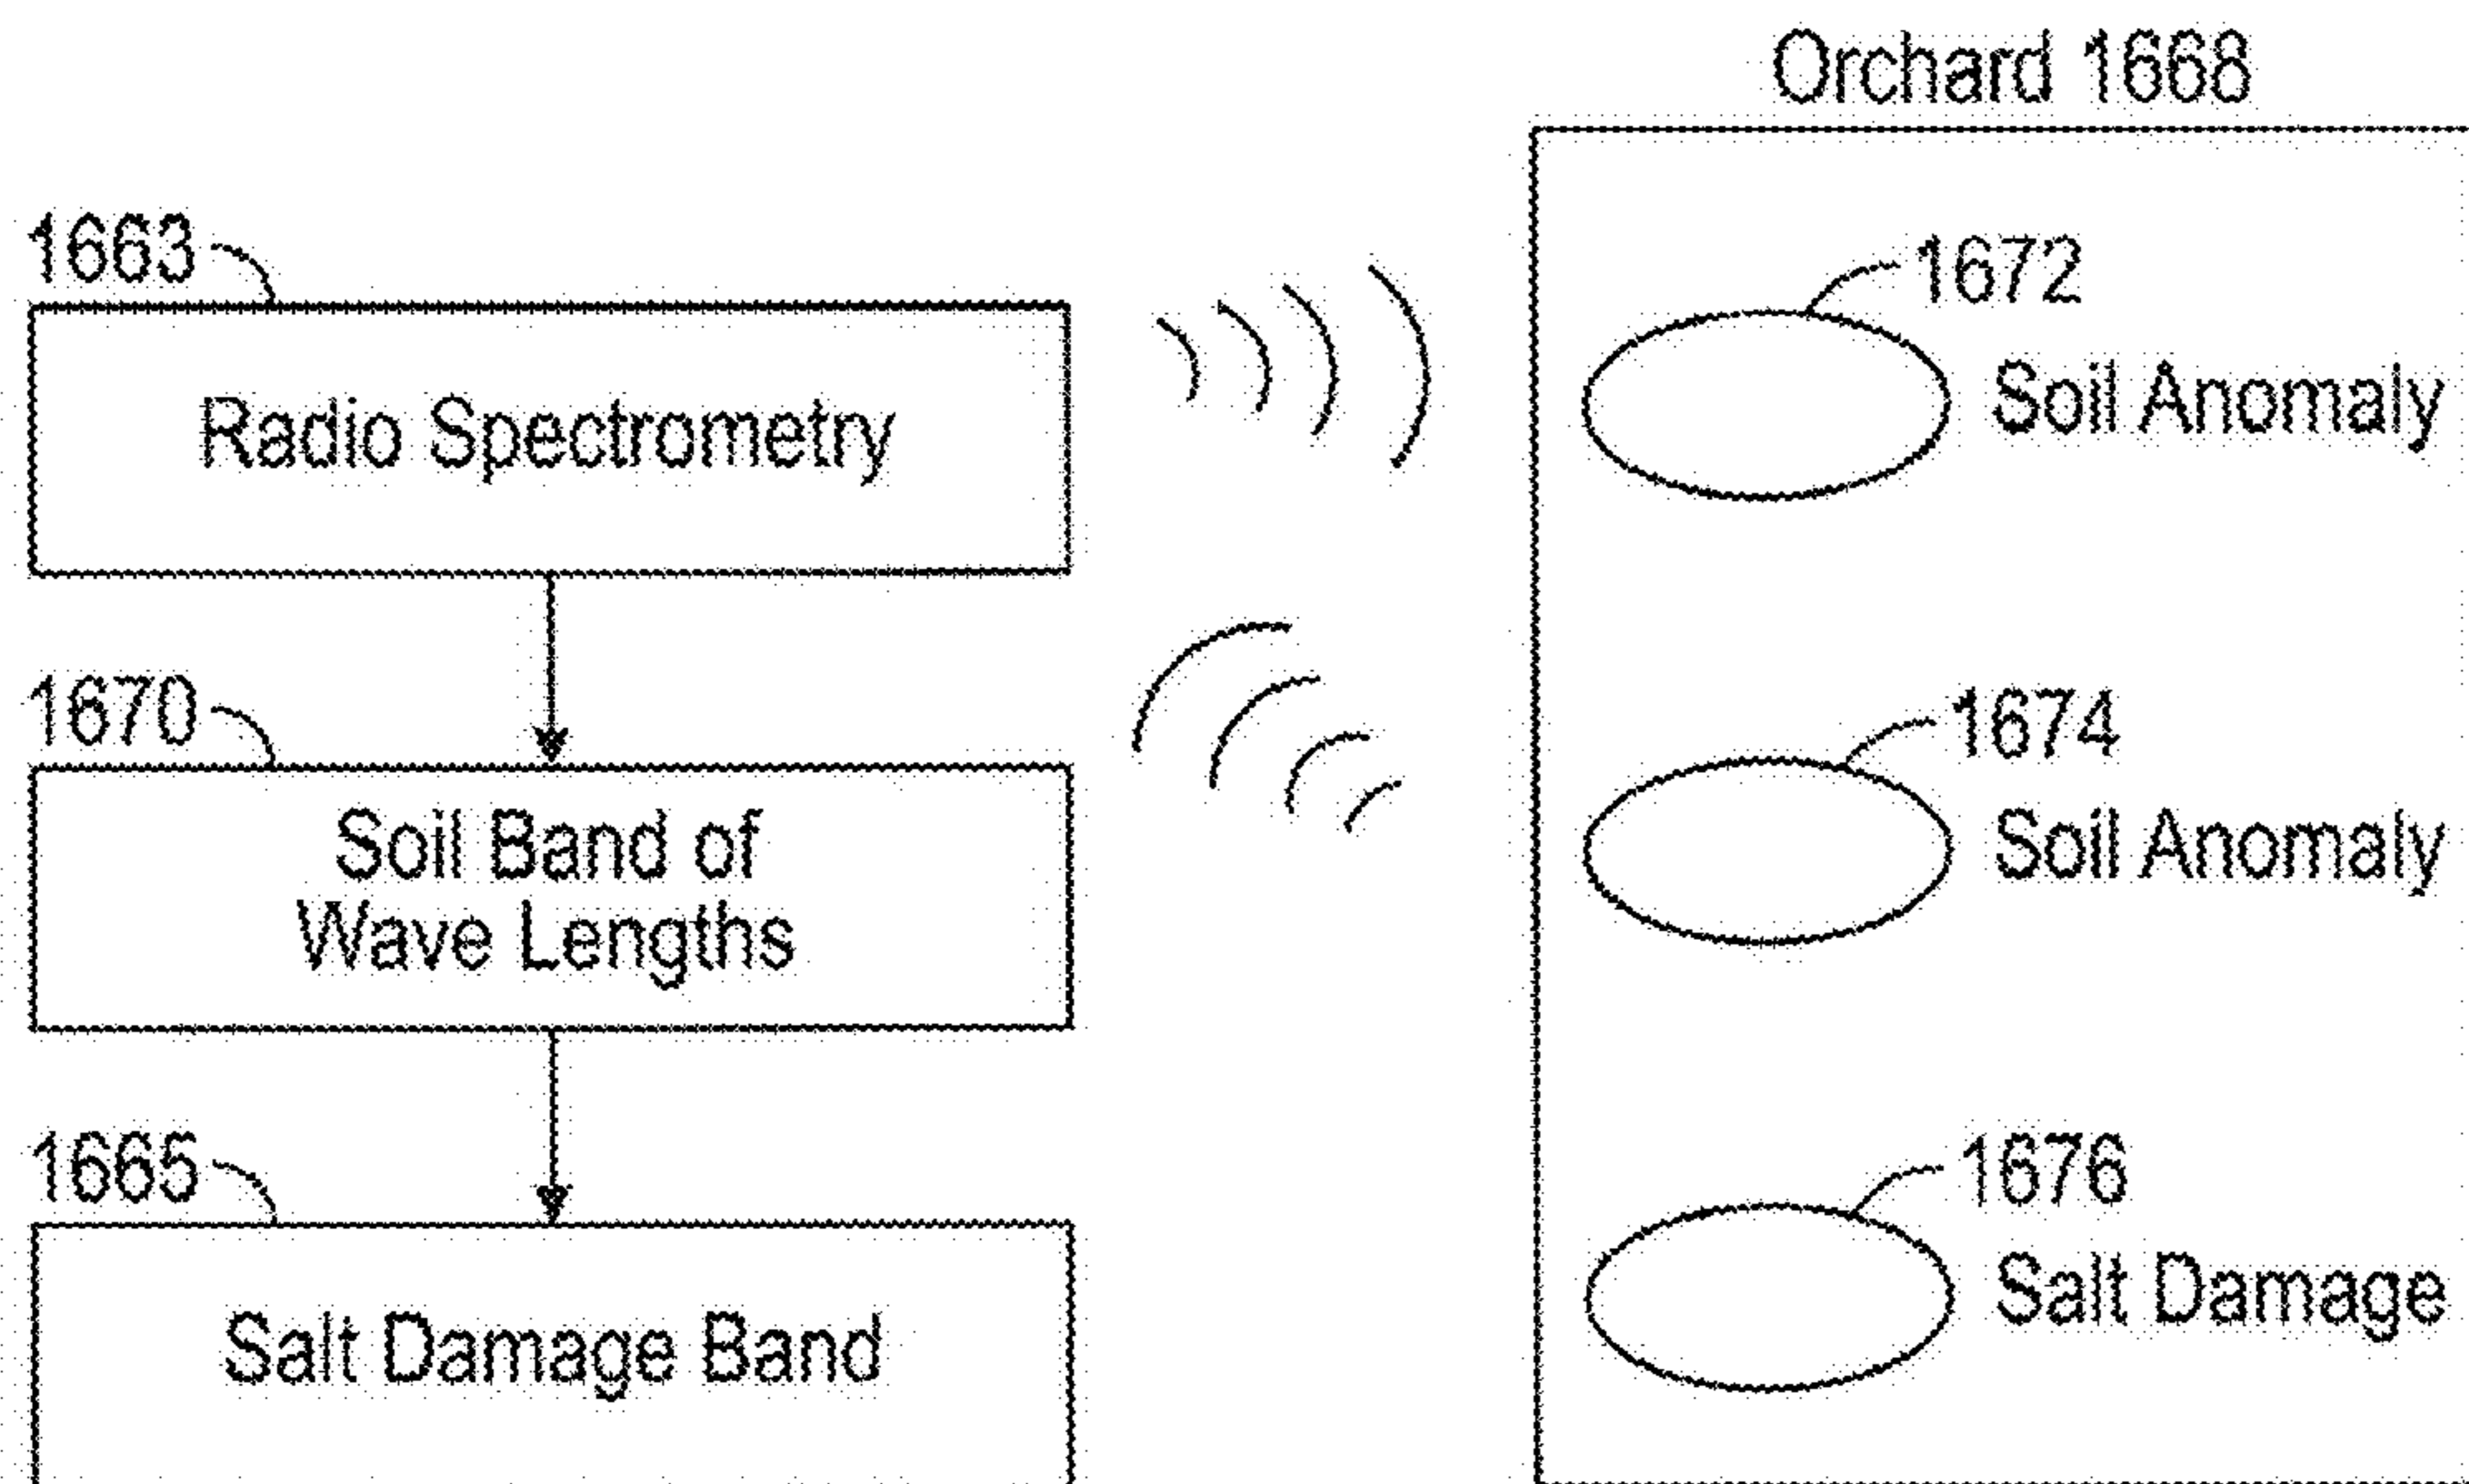 Orchard 1668
1663
Radio Spectrometry
1672
Soil Anomaly
1670
Soil Band of
Wave Lengths
1674
Soil Anomaly
1665
Salt Damage Band
1676
Salt Damage